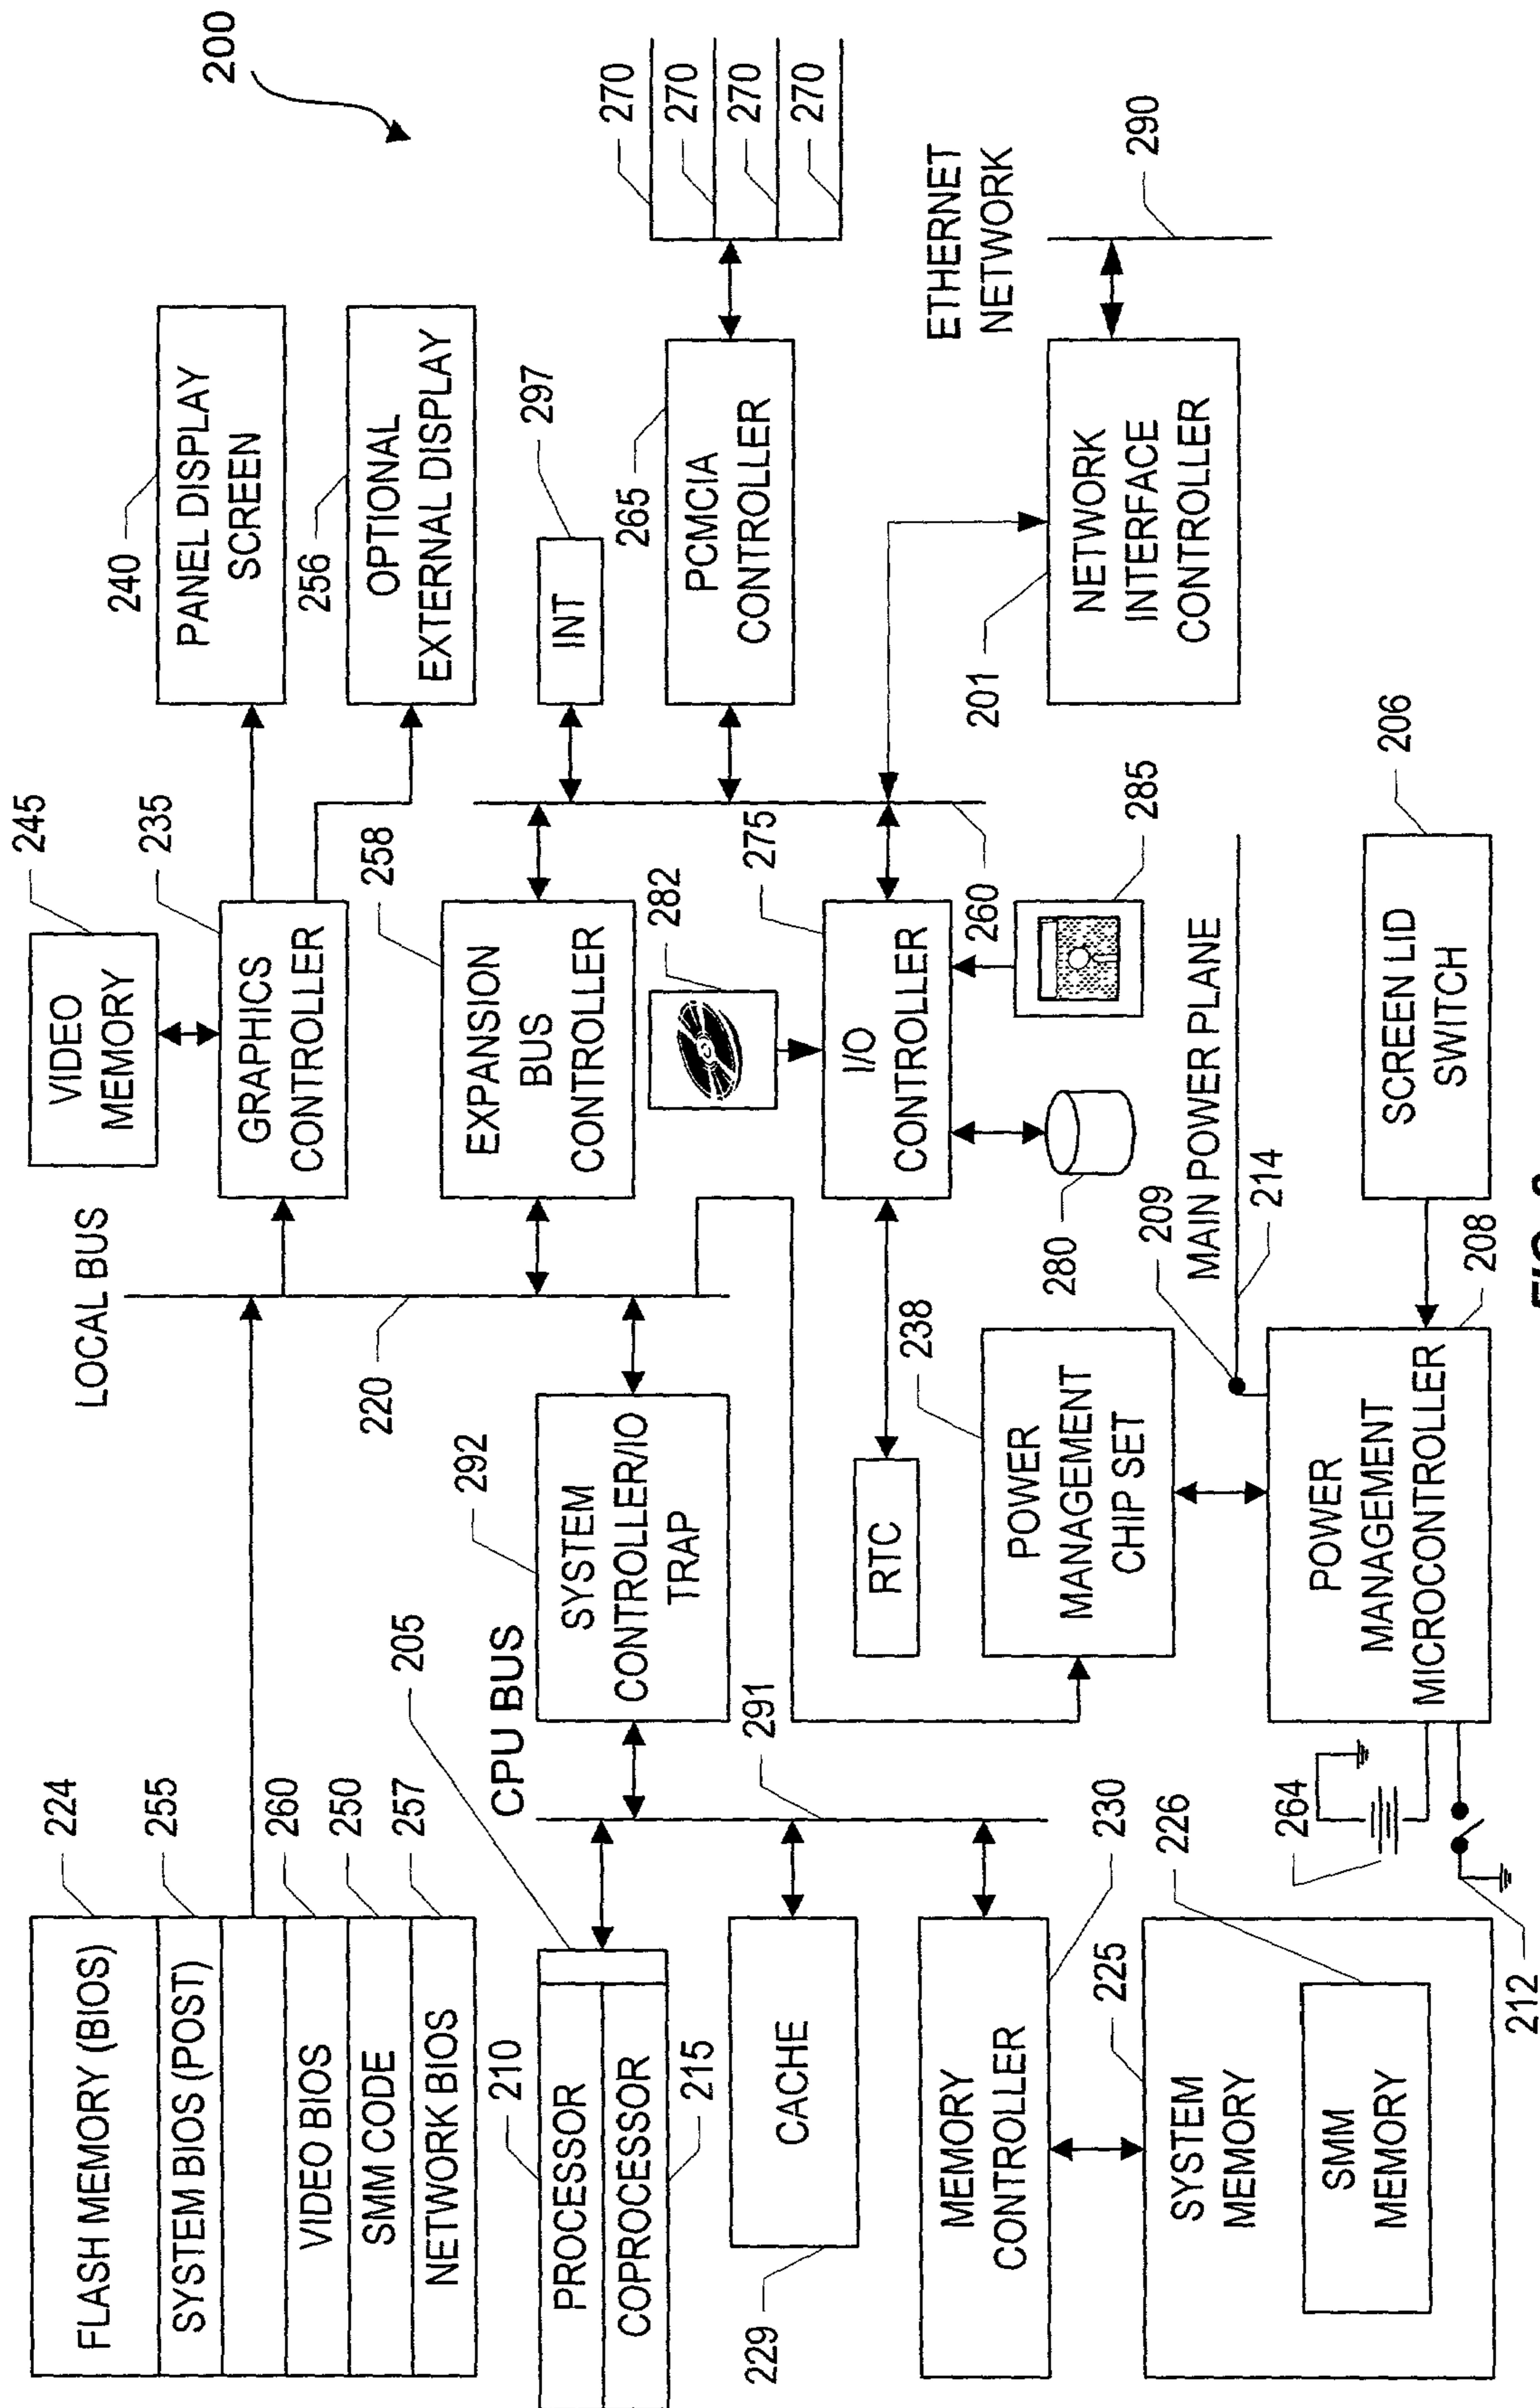 200
224
FLASH MEMORY (BIOS)
255
SYSTEM BIOS (POST)
260
VIDEO BIOS
250
SMM CODE
257
NETWORK BIOS
LOCAL BUS
220
245
VIDEO
MEMORY
235
GRAPHICS
CONTROLLER
240
PANEL DISPLAY
SCREEN
256
OPTIONAL
EXTERNAL DISPLAY
210
PROCESSOR
COPROCESSOR
215
205
CPU BUS
291
292
SYSTEM
CONTROLLER/IO
TRAP
258
EXPANSION
BUS
CONTROLLER
297
INT
265
PCMCIA
CONTROLLER
270
270
270
270
229
CACHE
282
275
I/O
CONTROLLER
260
285
280
RTC
201
NETWORK
INTERFACE
CONTROLLER
ETHERNET
NETWORK
290
230
MEMORY
CONTROLLER
225
SYSTEM
MEMORY
226
SMM
MEMORY
238
POWER
MANAGEMENT
CHIP SET
209
MAIN POWER PLANE
214
264
212
POWER
MANAGEMENT
MICROCONTROLLER
208
206
SCREEN LID
SWITCH